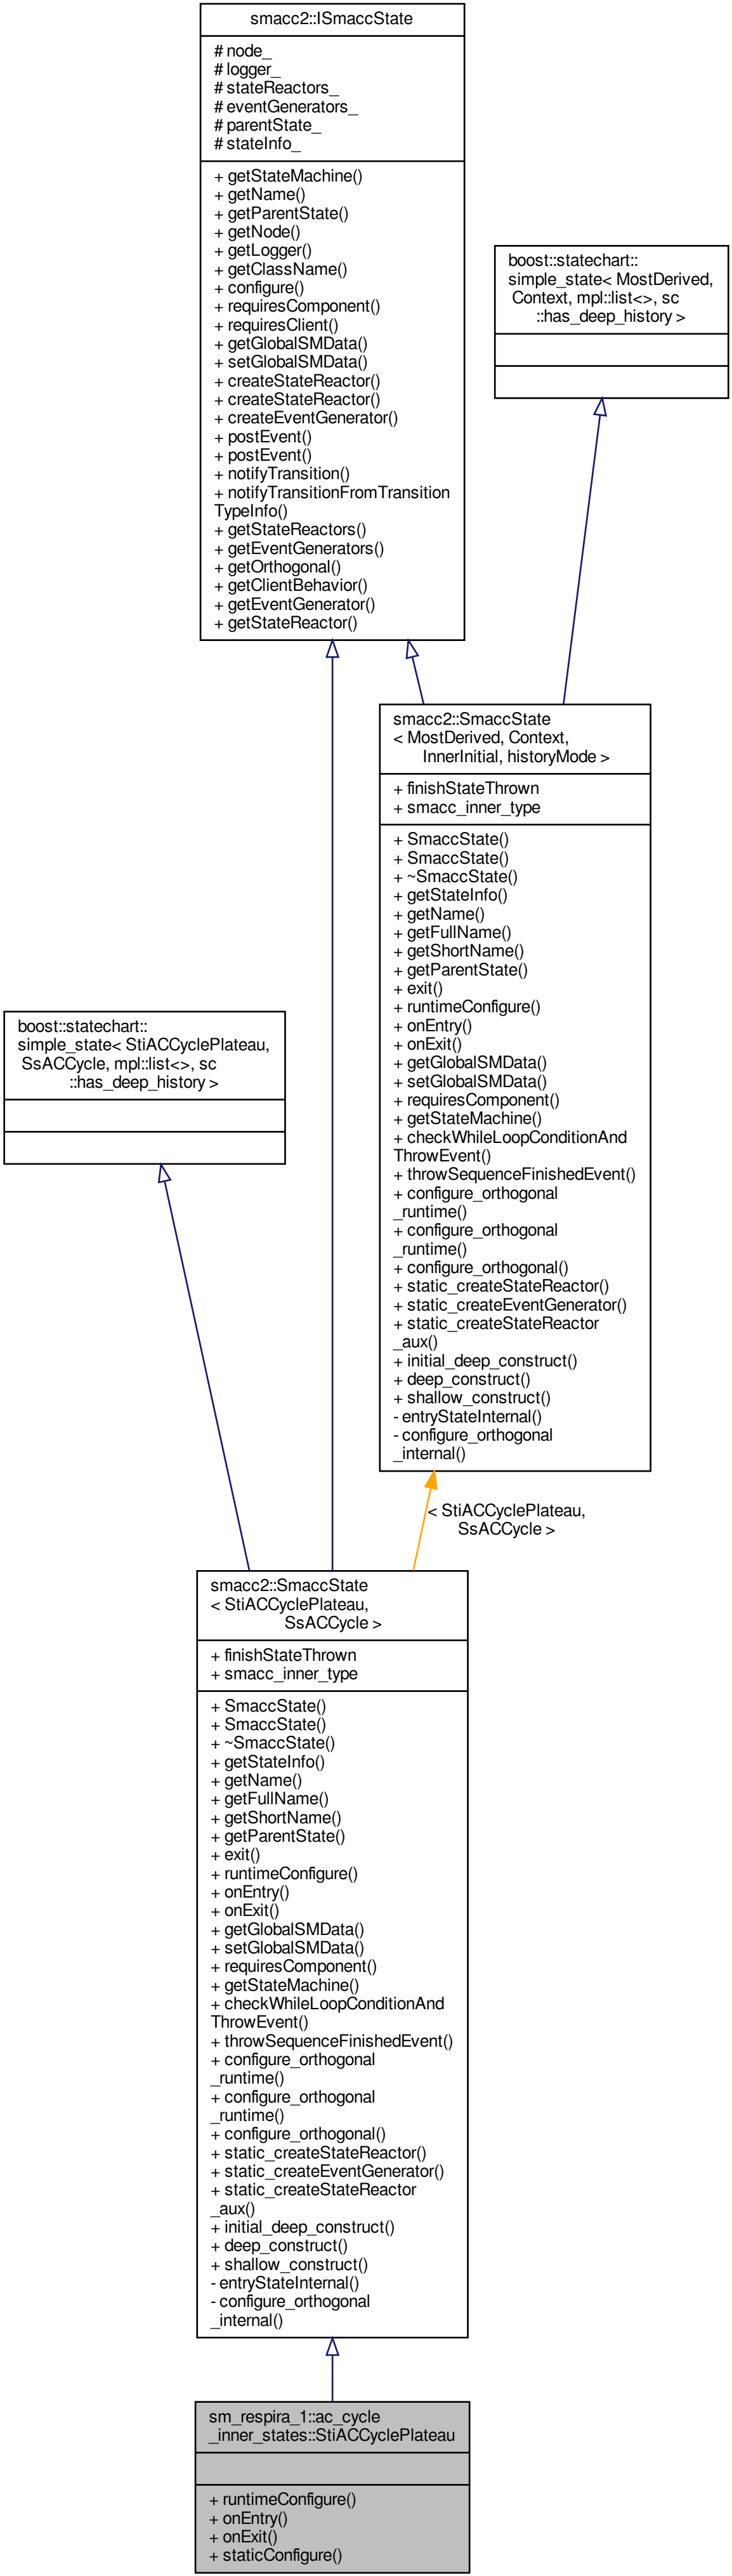 smacc2::ISmaccState
# node_
# logger_
# stateReactors_
# eventGenerators_
# parentState_
# stateInfo_
+ getStateMachine()
+ getName()
+ getParentState()
+ getNode()
+ getLogger()
+ getClassName()
+ configure()
+ requiresComponent()
+ requiresClient()
+ getGlobalSMData()
+ setGlobalSMData()
+ createStateReactor()
+ createStateReactor()
+ createEventGenerator()
+ postEvent()
+ postEvent()
+ notifyTransition()
+ notifyTransitionFromTransition
TypeInfo()
+ getStateReactors()
+ getEventGenerators()
+ getOrthogonal()
+ getClientBehavior()
+ getEventGenerator()
+ getStateReactor()
boost::statechart::
simple_state< MostDerived,
Context, mpl::list<>, sc
::has_deep_history >
smacc2::SmaccState
< MostDerived, Context,
InnerInitial, historyMode >
+ finishStateThrown
+ smacc_inner_type
+ SmaccState()
+ SmaccState()
+ ~SmaccState()
+ getStateInfo()
+ getName()
+ getFullName()
+ getShortName()
+ getParentState()
+ exit()
+ runtimeConfigure()
+ onEntry()
+ onExit()
+ getGlobalSMData()
+ setGlobalSMData()
+ requiresComponent()
+ getStateMachine()
+ checkWhileLoopConditionAnd
ThrowEvent()
+ throwSequenceFinishedEvent()
+ configure_orthogonal
_runtime()
+ configure_orthogonal
_runtime()
+ configure_orthogonal()
+ static_createStateReactor()
+ static_createEventGenerator()
+ static_createStateReactor
_aux()
+ initial_deep_construct()
+ deep_construct()
+ shallow_construct()
- entryStateInternal()
- configure_orthogonal
_internal()
boost::statechart::
simple_state< StiACCyclePlateau,
SsACCycle, mpl::list<>, sc
::has_deep_history >
< StiACCyclePlateau,
SsACCycle >
smacc2::SmaccState
< StiACCyclePlateau,
SsACCycle >
+ finishStateThrown
+ smacc_inner_type
+ SmaccState()
+ SmaccState()
+ ~SmaccState()
+ getStateInfo()
+ getName()
+ getFullName()
+ getShortName()
+ getParentState()
+ exit()
+ runtimeConfigure()
+ onEntry()
+ onExit()
+ getGlobalSMData()
+ setGlobalSMData()
+ requiresComponent()
+ getStateMachine()
+ checkWhileLoopConditionAnd
ThrowEvent()
+ throwSequenceFinishedEvent()
+ configure_orthogonal
_runtime()
+ configure_orthogonal
_runtime()
+ configure_orthogonal()
+ static_createStateReactor()
+ static_createEventGenerator()
+ static_createStateReactor
_aux()
+ initial_deep_construct()
+ deep_construct()
+ shallow_construct()
- entryStateInternal()
- configure_orthogonal
_internal()
sm_respira_1::ac_cycle
_inner_states::StiACCyclePlateau
+ runtimeConfigure()
+ onEntry()
+ onExit()
+ staticConfigure()